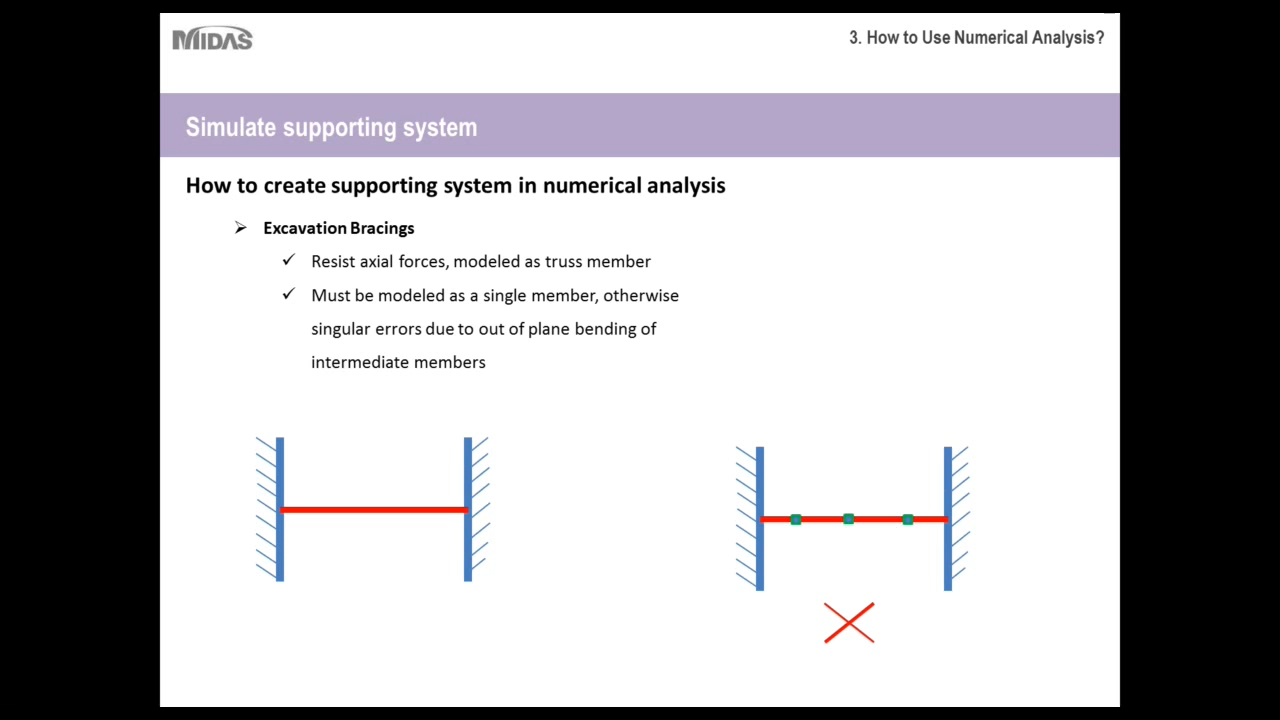 MIDAS
3. How to Use Numerical Analysis?
Simulate supporting system
How to create supporting system in numerical analysis
Excavation Bracings
Resist axial forces, modeled as truss member
Must be modeled as a single member, otherwise
singular errors due to out of plane bending of
intermediate members